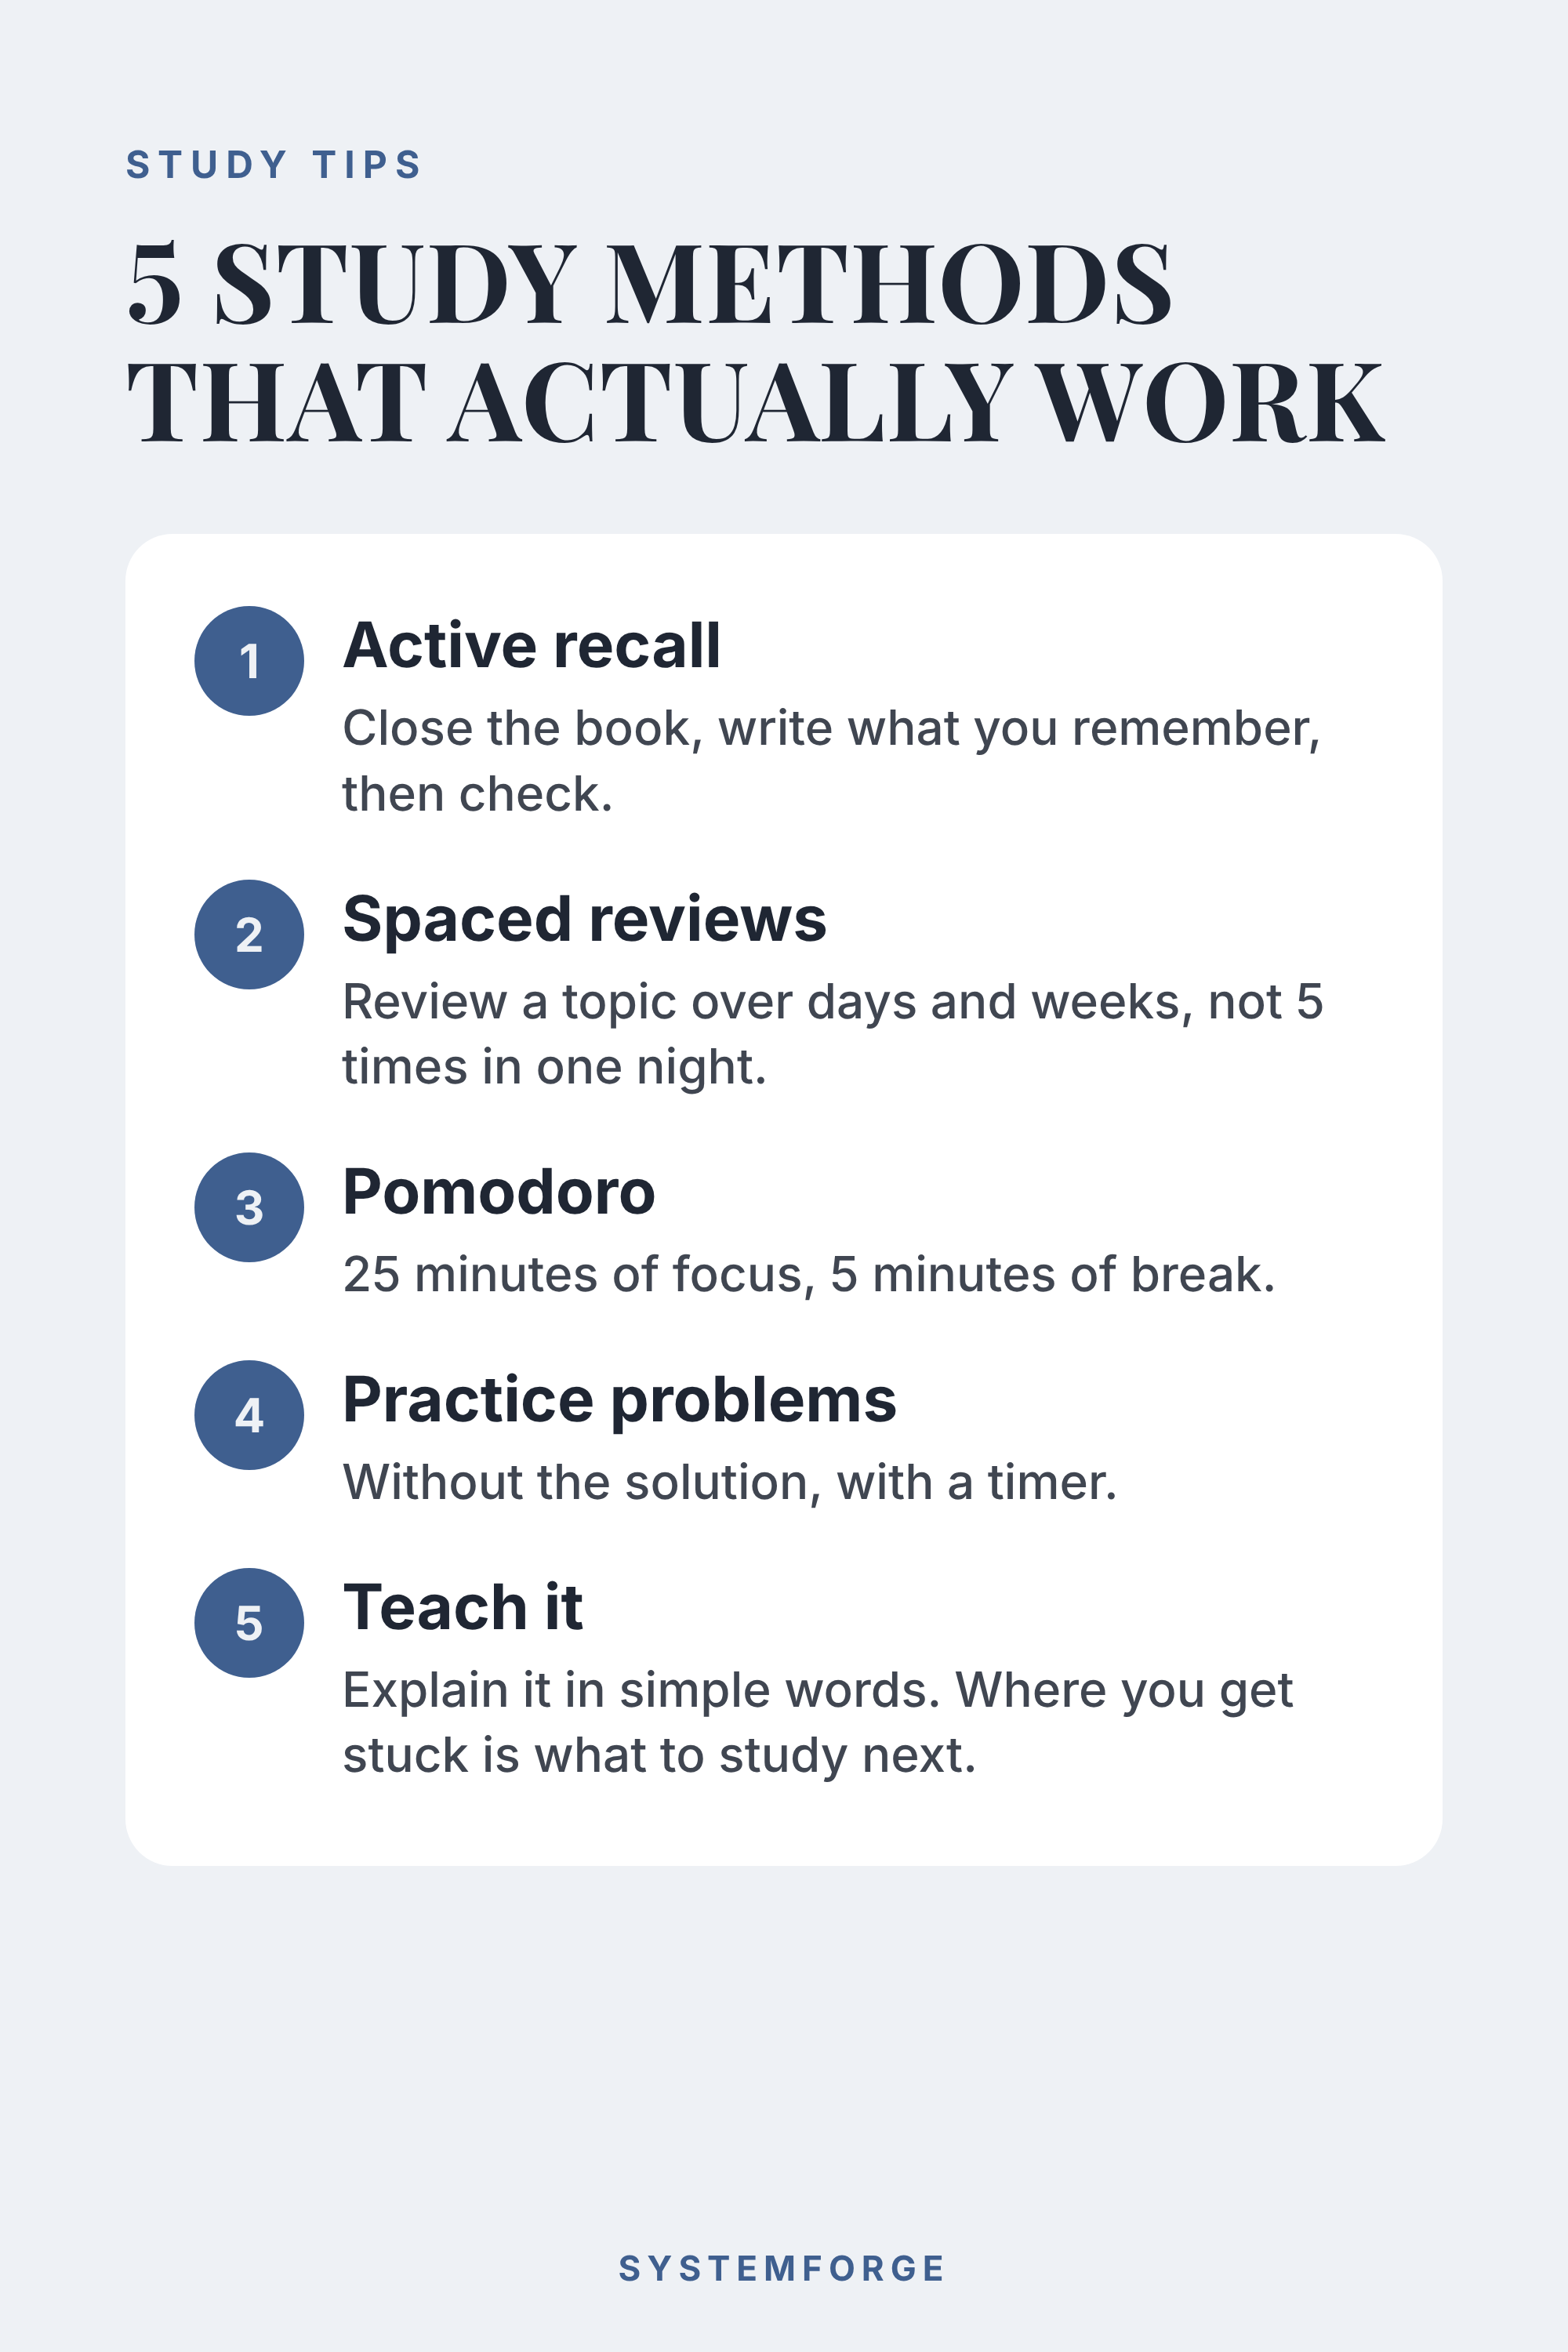 STUDY TIPS
5 STUDY METHODS
THAT ACTUALLY WORK
1
Active recall
Close the book, write what you remember,
then check.
2
Spaced reviews
Review a topic over days and weeks, not 5
times in one night.
3
Pomodoro
25 minutes of focus, 5 minutes of break.
4
Practice problems
Without the solution, with a timer.
5
Teach it
Explain it in simple words. Where you get
stuck is what to study next.
SYSTEMFORGE